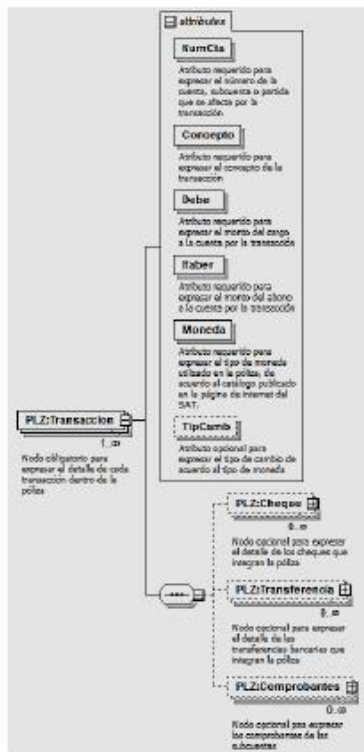 attributes
NumCta
Atributo requerido para
expresar el número de la
cuenta, subcuenta o partida
que se afecta por la
transacción
Concepto
Atributo requerido para
expresar el concepto de la
transacción
Debe
Atributo requerido para
expresar el monto del cargo
a la cuenta por la transacción
Haber
Atributo requerido para
expresar el monto del abono
a la cuenta por la transacción
Moneda
Atributo requerido para
expresar el tipo de moneda
utilizado en la póliza, de
acuerdo al catálogo publicado
en la página de internet del
SAT.
TipCamb
Atributo opcional para
expresar el tipo de cambio de
acuerdo al tipo de moneda
PLZ:Transaccion
1..∞
Nodo obligatorio para
expresar el detalle de cada
transacción dentro de la
póliza
PLZ:Cheque
0..∞
Nodo opcional para expresar
el detalle de los cheques que
integran la póliza
PLZ:Transferencia
0..∞
Nodo opcional para expresar
el detalle de las
transferencias bancarias que
integran la póliza
PLZ:Comprobantes
0..∞
Nodo opcional para expresar
los comprobantes de las
subcuentas